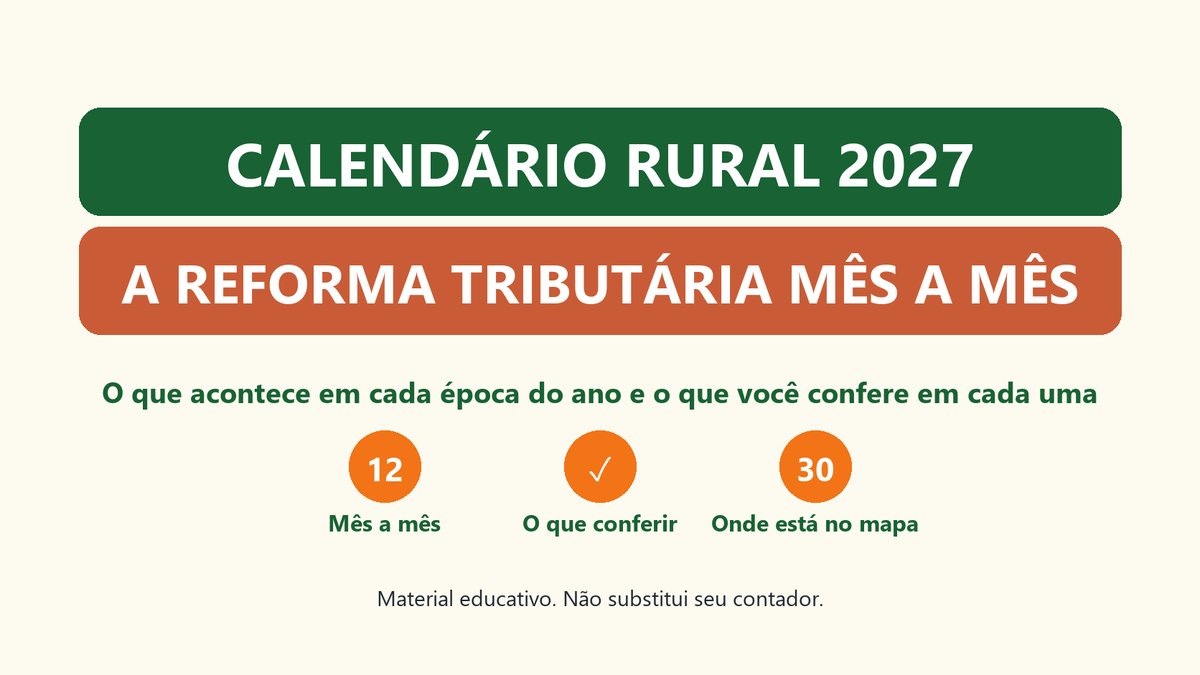 CALENDÁRIO RURAL 2027
A REFORMA TRIBUTÁRIA MÊS A MÊS
O que acontece em cada época do ano e o que você confere em cada uma
12 ✓ 30
Mês a mês O que conferir Onde está no mapa
Material educativo. Não substitui seu contador.